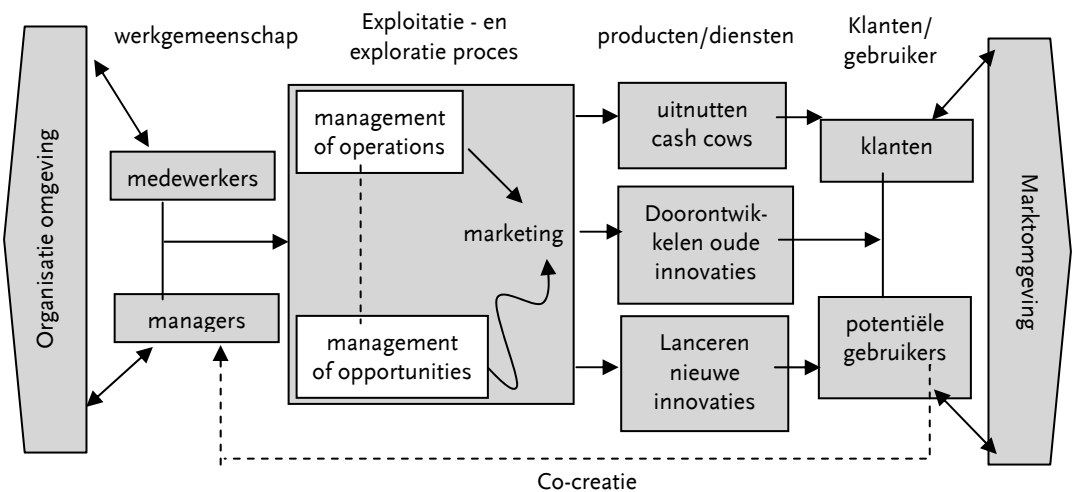 werkgemeenschap
Exploitatie - en
exploratie proces
producten/diensten
Klanten/
gebruiker
Organisatie omgeving
medewerkers
managers
management
of operations
marketing
management
of opportunities
uitnutten
cash cows
Doorontwik-
kelen oude
innovaties
Lanceren
nieuwe
innovaties
klanten
potentiële
gebruikers
Marktomgeving
Co-creatie